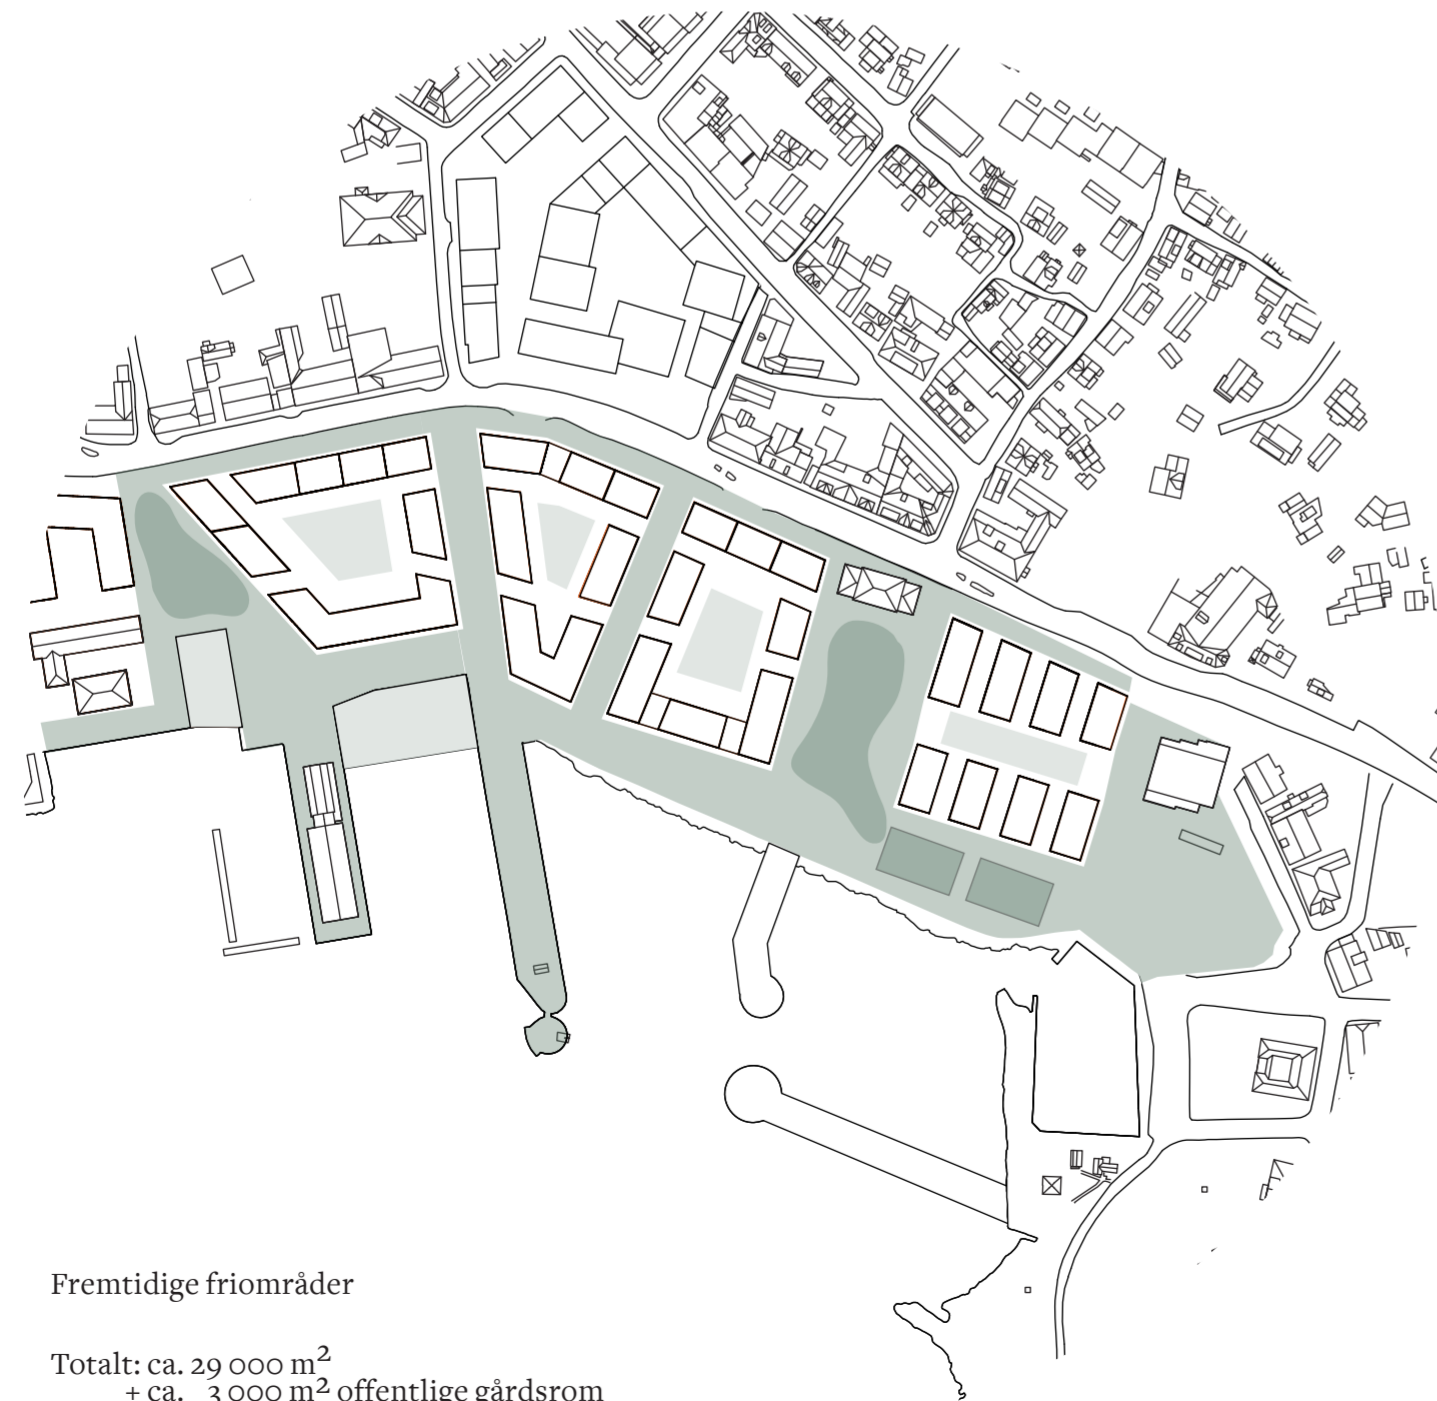 Fremtidige friområder
Totalt: ca. 29 000 m²
+ ca. 3 000 m² offentlige gårdsrom